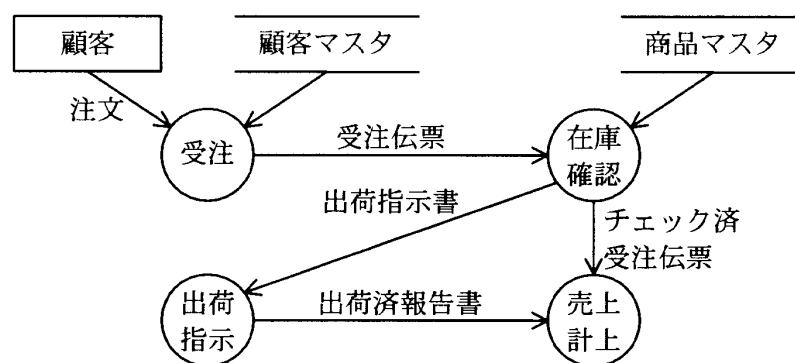 顧客
顧客マスタ
商品マスタ
注文
受注
受注伝票
在庫
確認
出荷指示書
チェック済
受注伝票
出荷
指示
出荷済報告書
売上
計上